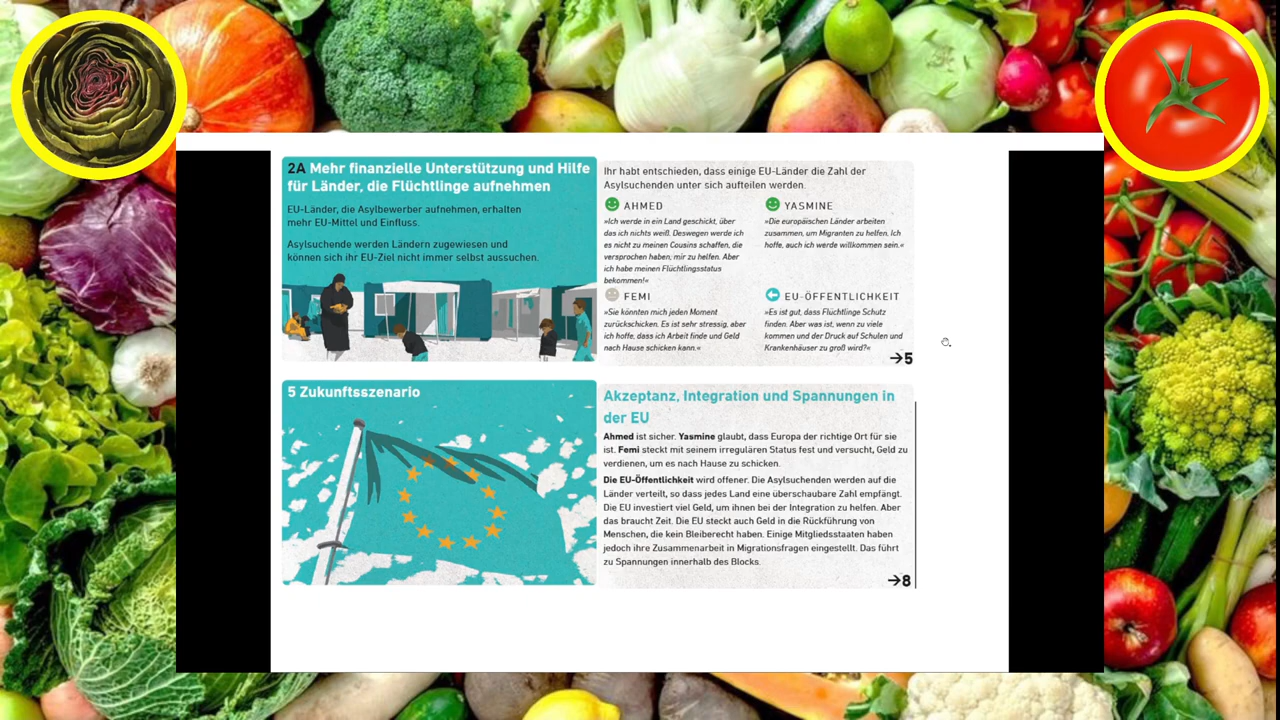 2A Mehr finanzielle Unterstützung und Hilfe
für Länder, die Flüchtlinge aufnehmen
EU-Länder, die Asylbewerber aufnehmen, erhalten
mehr EU-Mittel und Einfluss.
Asylsuchende werden Ländern zugewiesen und
können sich ihr EU-Ziel nicht immer selbst aussuchen.
Ihr habt entschieden, dass einige EU-Länder die Zahl der
Asylsuchenden unter sich aufteilen werden.
AHMED
»Ich werde in ein Land geschickt, über
das ich nichts weiß. Deswegen werde ich
es nicht zu meinen Cousins schaffen, die
versprochen haben, mir zu helfen. Aber
ich habe meinen Flüchtlingsstatus
bekommen!«
YASMINE
»Die europäischen Länder arbeiten
zusammen, um Migranten zu helfen. Ich
hoffe, auch ich werde willkommen sein.«
FEMI
»Sie könnten mich jeden Moment
zurückschicken. Es ist sehr stressig, aber
ich hoffe, dass ich Arbeit finde und Geld
nach Hause schicken kann.«
EU-ÖFFENTLICHKEIT
»Es ist gut, dass Flüchtlinge Schutz
finden. Aber was ist, wenn zu viele
kommen und der Druck auf Schulen und
Krankenhäuser zu groß wird?«
→5
5 Zukunftsszenario
Akzeptanz, Integration und Spannungen in
der EU
Ahmed ist sicher. Yasmine glaubt, dass Europa der richtige Ort für sie
ist. Femi steckt mit seinem irregulären Status fest und versucht, Geld zu
verdienen, um es nach Hause zu schicken.
Die EU-Öffentlichkeit wird offener. Die Asylsuchenden werden auf die
Länder verteilt, so dass jedes Land eine überschaubare Zahl empfängt.
Die EU investiert viel Geld, um ihnen bei der Integration zu helfen. Aber
das braucht Zeit. Die EU steckt auch Geld in die Rückführung von
Menschen, die kein Bleiberecht haben. Einige Mitgliedsstaaten haben
jedoch ihre Zusammenarbeit in Migrationsfragen eingestellt. Das führt
zu Spannungen innerhalb des Blocks.
→8